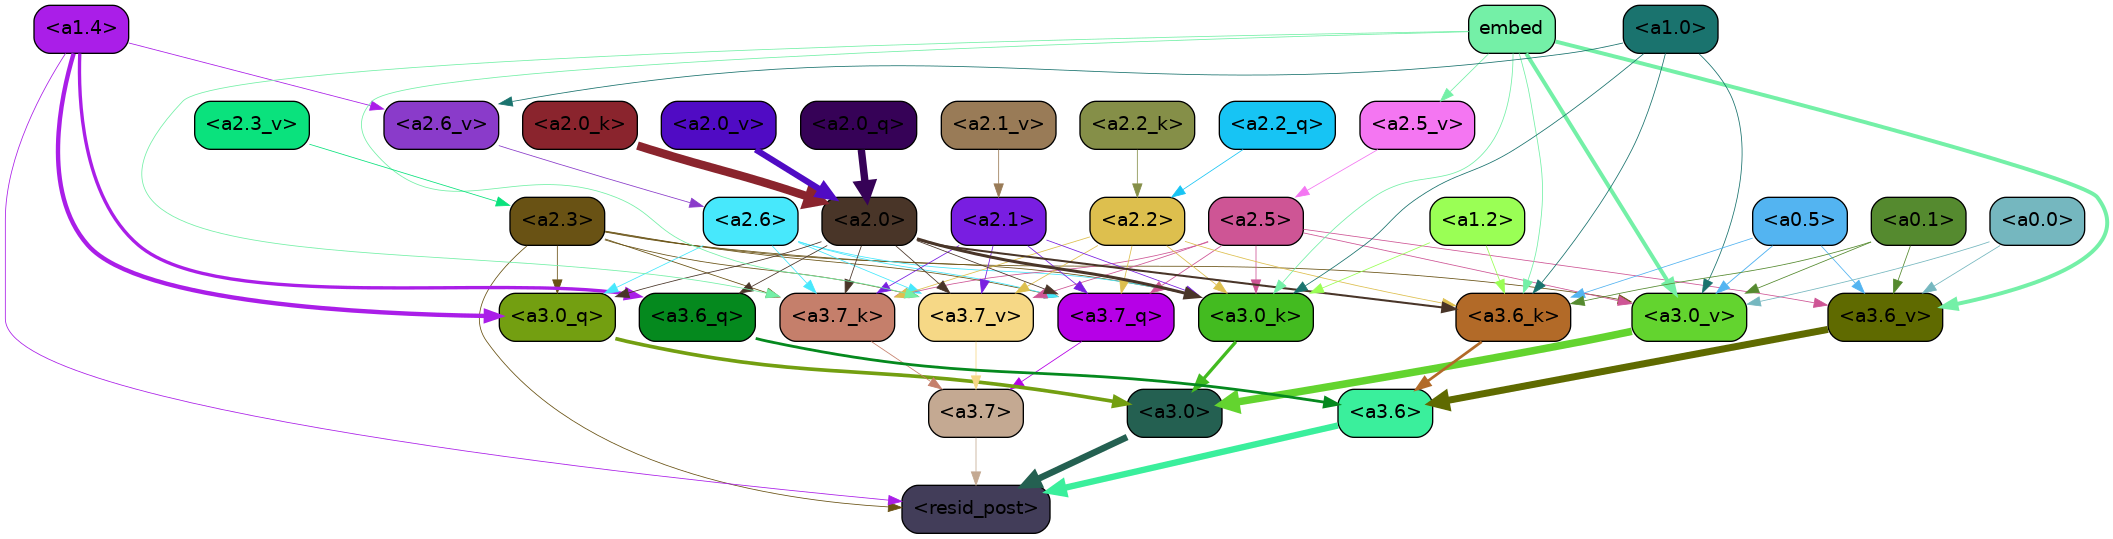 <a1.4> embed <a1.0>
<a2.3_v> <a2.6_v> <a2.0_k> <a2.0_v> <a2.0_q> <a2.1_v> <a2.2_k> <a2.2_q> <a2.5_v>
<a2.3> <a2.6> <a2.0> <a2.1> <a2.2> <a2.5> <a1.2> <a0.5> <a0.1> <a0.0>
<a3.0_q> <a3.6_q> <a3.7_k> <a3.7_v> <a3.7_q> <a3.0_k> <a3.6_k> <a3.0_v> <a3.6_v>
<a3.7> <a3.0> <a3.6>
<resid_post>